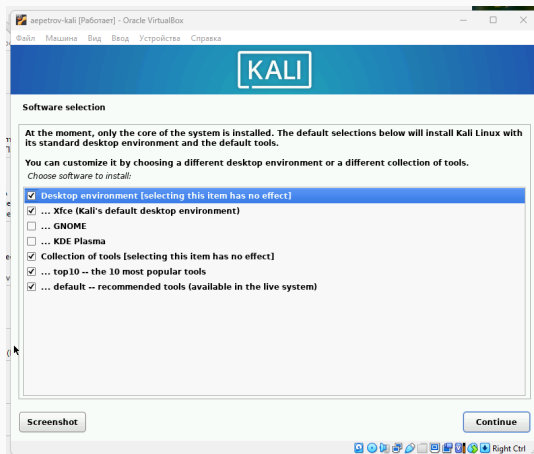 aepetrov-kali [Работает] - Oracle VirtualBox
Файл Машина Вид Ввод Устройства Справка
KALI
Software selection
At the moment, only the core of the system is installed. The default selections below will install Kali Linux with
its standard desktop environment and the default tools.
You can customize it by choosing a different desktop environment or a different collection of tools.
Choose software to install:
Desktop environment [selecting this item has no effect]
... Xfce (Kali's default desktop environment)
... GNOME
... KDE Plasma
Collection of tools [selecting this item has no effect]
... top10 -- the 10 most popular tools
... default -- recommended tools (available in the live system)
Screenshot
Continue
Right Ctrl